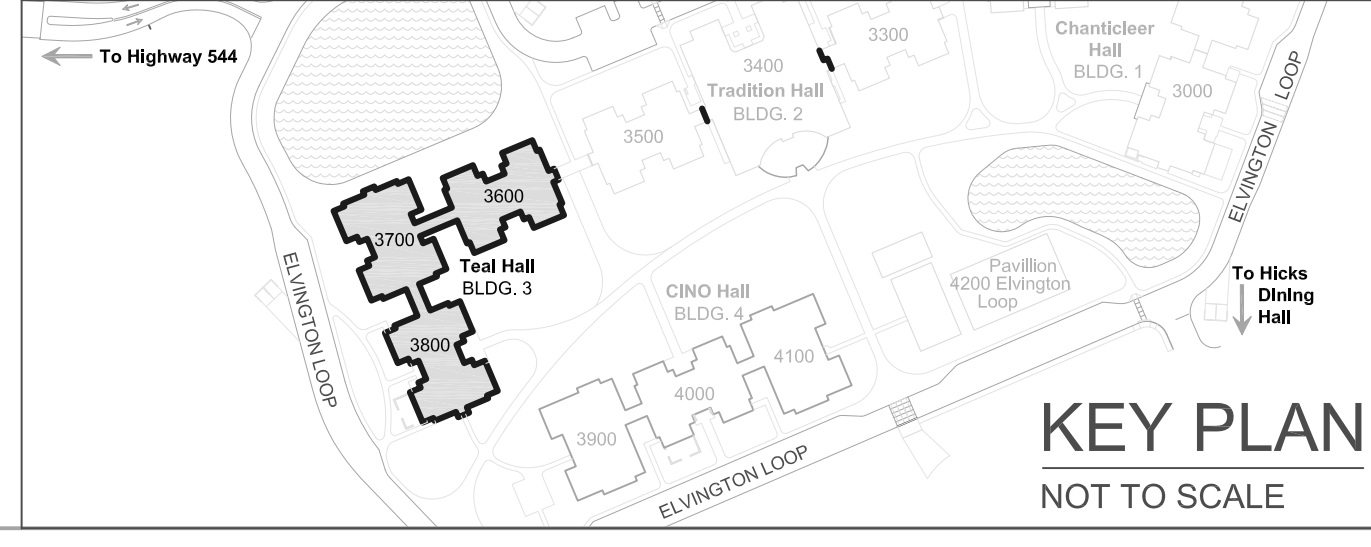 To Highway 544
Chanticleer
Hall
BLDG. 1
3300
3400
Tradition Hall
BLDG. 2
3000
3500
ELVINGTON LOOP
3600
3700
Teal Hall
BLDG. 3
3800
ELVINGTON LOOP
CINO Hall
BLDG. 4
Pavillion
4200 Elvington
Loop
To Hicks
Dining
Hall
4100
4000
3900
ELVINGTON LOOP
KEY PLAN
NOT TO SCALE